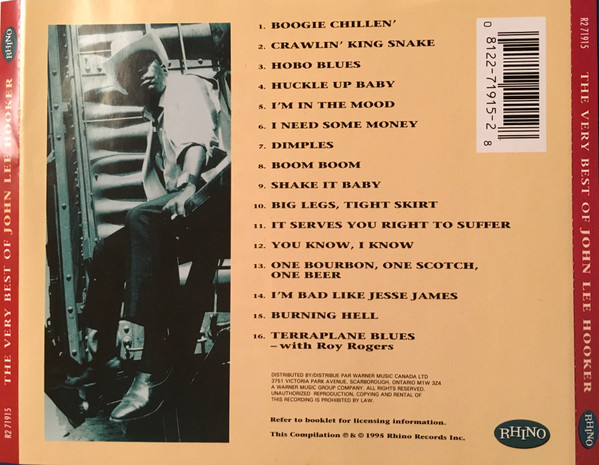 RHINO
THE VERY BEST OF JOHN LEE HOOKER
R2 71915
1. BOOGIE CHILLEN'
2. CRAWLIN' KING SNAKE
3. HOBO BLUES
4. HUCKLE UP BABY
5. I'M IN THE MOOD
6. I NEED SOME MONEY
7. DIMPLES
8. BOOM BOOM
9. SHAKE IT BABY
10. BIG LEGS, TIGHT SKIRT
11. IT SERVES YOU RIGHT TO SUFFER
12. YOU KNOW, I KNOW
13. ONE BOURBON, ONE SCOTCH,
ONE BEER
14. I'M BAD LIKE JESSE JAMES
15. BURNING HELL
16. TERRAPLANE BLUES
– with Roy Rogers
DISTRIBUTED BY/DISTRIBUE PAR WARNER MUSIC CANADA LTD
3751 VICTORIA PARK AVENUE, SCARBOROUGH, ONTARIO M1W 3Z4
A WARNER MUSIC GROUP COMPANY. ALL RIGHTS RESERVED.
UNAUTHORIZED REPRODUCTION, COPYING AND RENTAL OF
THIS RECORDING IS PROHIBITED BY LAW.
Refer to booklet for licensing information.
This Compilation ℗ & © 1995 Rhino Records Inc.
0 8122-71915-2 8
RHINO
R2 71915
THE VERY BEST OF JOHN LEE HOOKER
RHINO